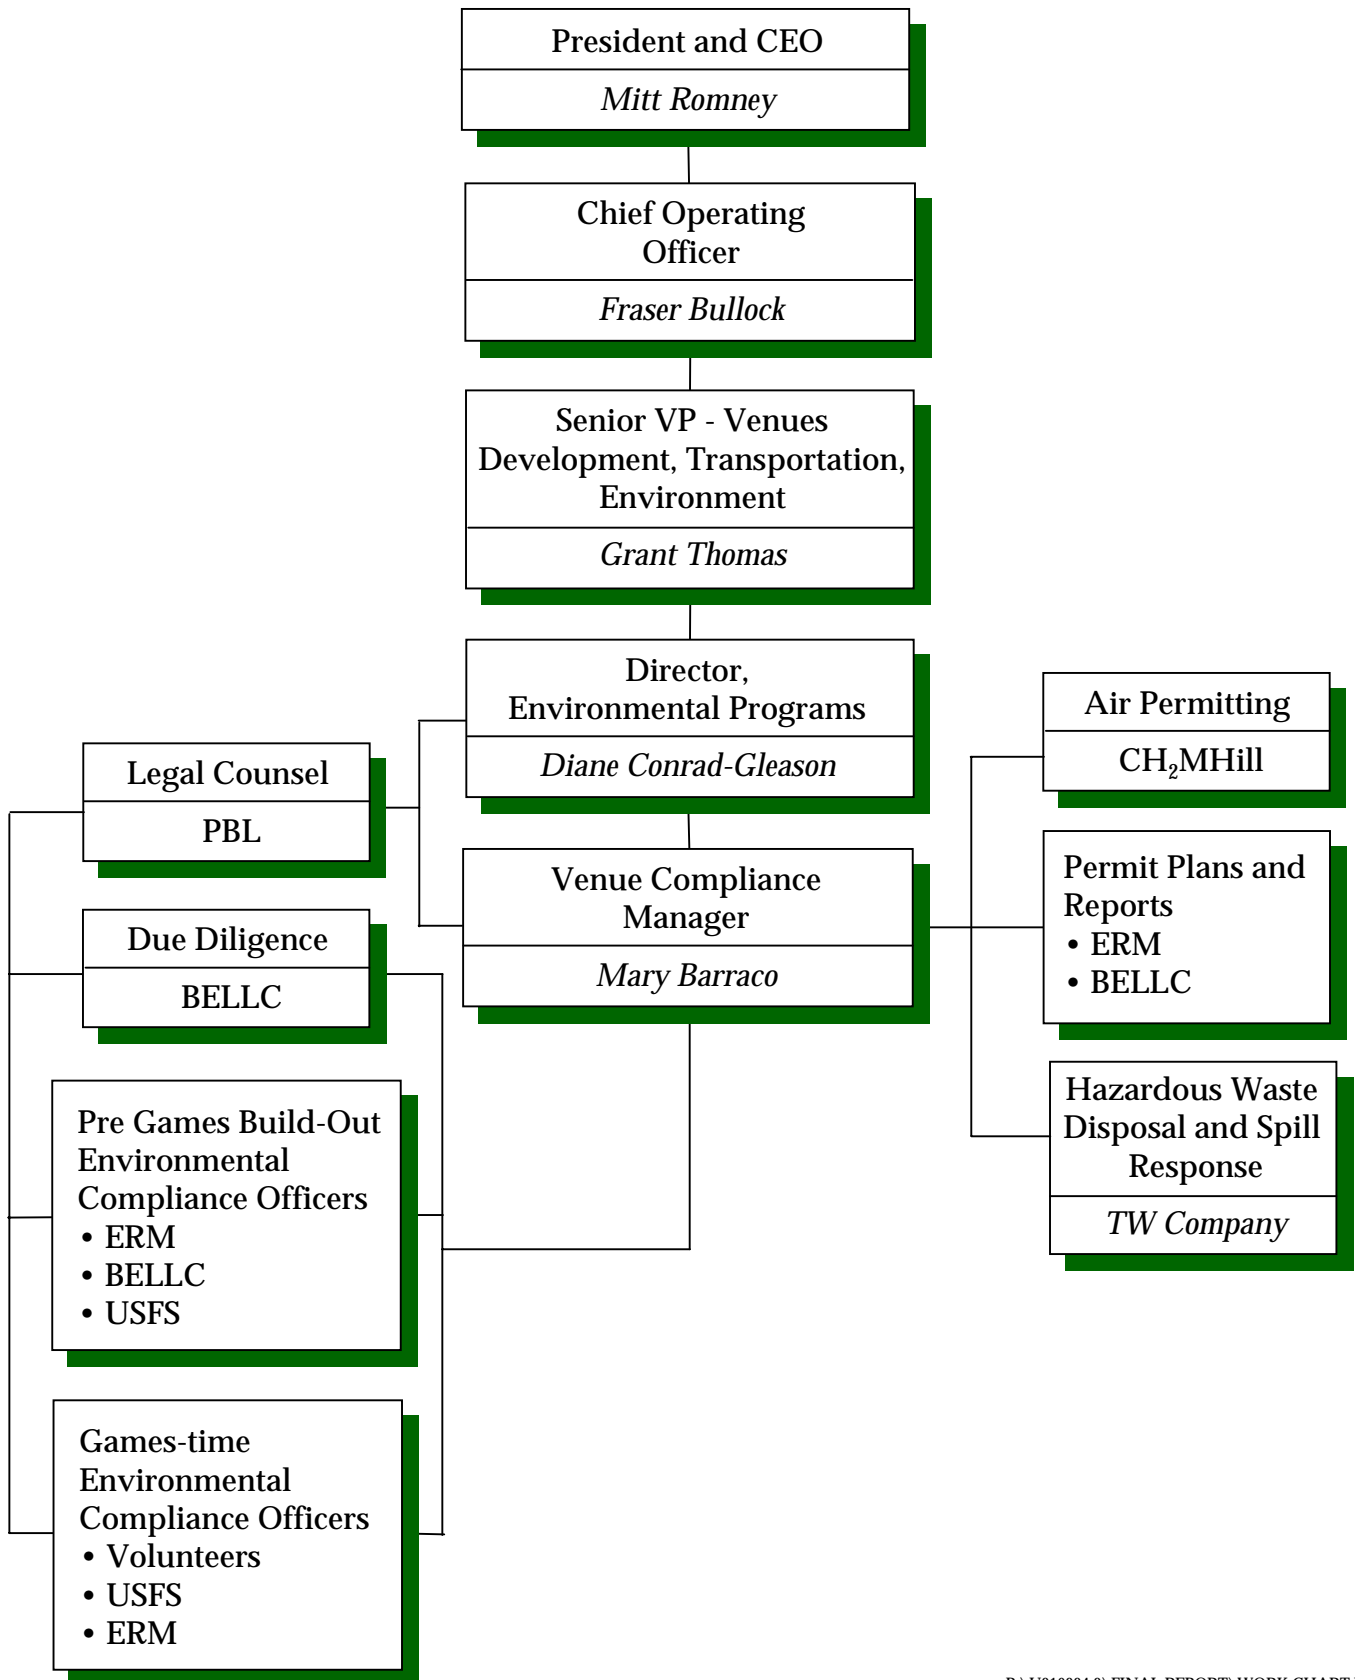 President and CEO
Mitt Romney
Chief Operating
Officer
Fraser Bullock
Senior VP - Venues
Development, Transportation,
Environment
Grant Thomas
Director,
Environmental Programs
Diane Conrad-Gleason
Venue Compliance
Manager
Mary Barraco
Legal Counsel
PBL
Due Diligence
BELLC
Pre Games Build-Out
Environmental
Compliance Officers
• ERM
• BELLC
• USFS
Games-time
Environmental
Compliance Officers
• Volunteers
• USFS
• ERM
Air Permitting
CH₂MHill
Permit Plans and
Reports
• ERM
• BELLC
Hazardous Waste
Disposal and Spill
Response
TW Company